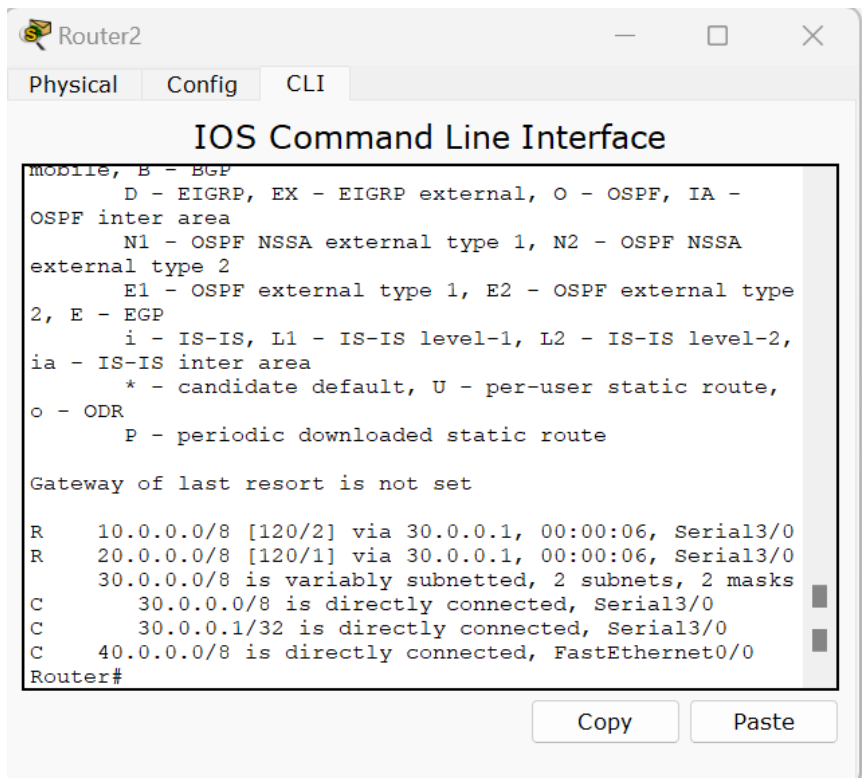 Router2
Physical Config CLI
IOS Command Line Interface
mobile, B - BGP
       D - EIGRP, EX - EIGRP external, O - OSPF, IA -
OSPF inter area
       N1 - OSPF NSSA external type 1, N2 - OSPF NSSA
external type 2
       E1 - OSPF external type 1, E2 - OSPF external type
2, E - EGP
       i - IS-IS, L1 - IS-IS level-1, L2 - IS-IS level-2,
ia - IS-IS inter area
       * - candidate default, U - per-user static route,
o - ODR
       P - periodic downloaded static route

Gateway of last resort is not set

R    10.0.0.0/8 [120/2] via 30.0.0.1, 00:00:06, Serial3/0
R    20.0.0.0/8 [120/1] via 30.0.0.1, 00:00:06, Serial3/0
     30.0.0.0/8 is variably subnetted, 2 subnets, 2 masks
C       30.0.0.0/8 is directly connected, Serial3/0
C       30.0.0.1/32 is directly connected, Serial3/0
C    40.0.0.0/8 is directly connected, FastEthernet0/0
Router#
Copy Paste